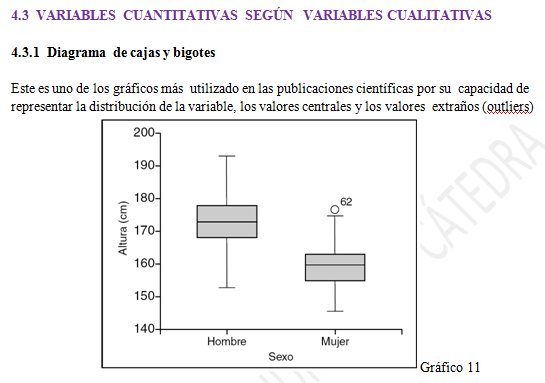 4.3 VARIABLES CUANTITATIVAS SEGÚN VARIABLES CUALITATIVAS
4.3.1 Diagrama de cajas y bigotes
Este es uno de los gráficos más utilizado en las publicaciones científicas por su capacidad de
representar la distribución de la variable, los valores centrales y los valores extraños (outliers)
200
190
180
170
160
150
140
Altura (cm)
62
Hombre
Mujer
Sexo
Gráfico 11
CÁTEDRA